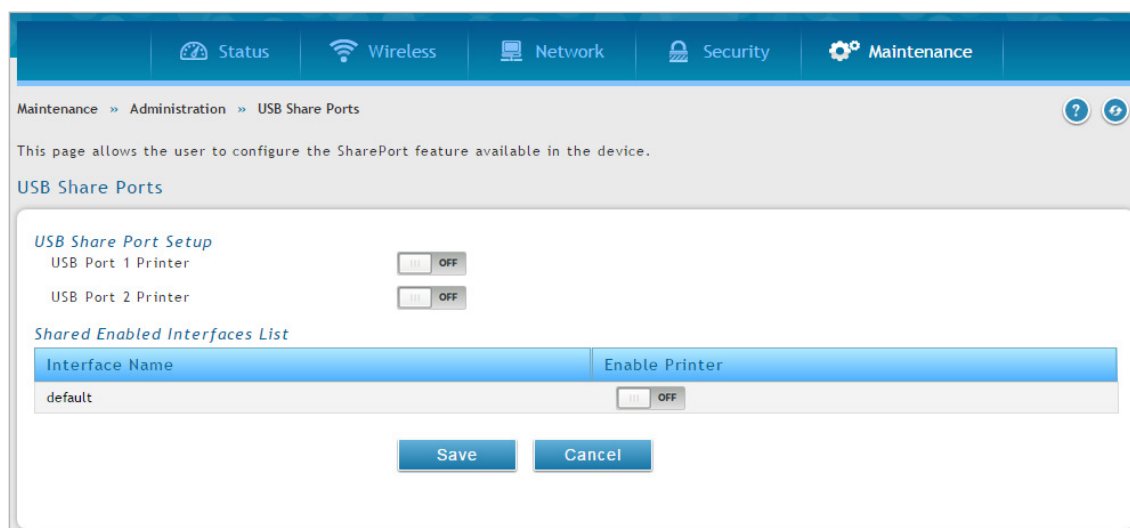 Status Wireless Network Security Maintenance
Maintenance » Administration » USB Share Ports
This page allows the user to configure the SharePort feature available in the device.
USB Share Ports
USB Share Port Setup
USB Port 1 Printer OFF
USB Port 2 Printer OFF
Shared Enabled Interfaces List
Interface Name Enable Printer
default OFF
Save Cancel